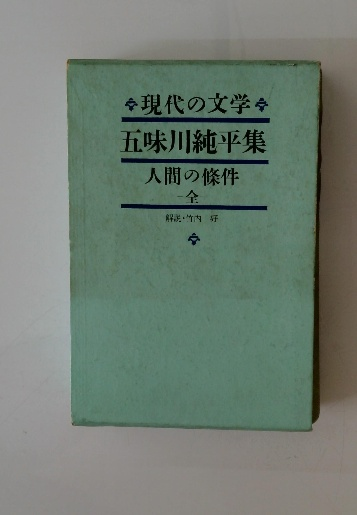 現代の文学
五味川純平集
人間の條件
全
解説・竹内 好